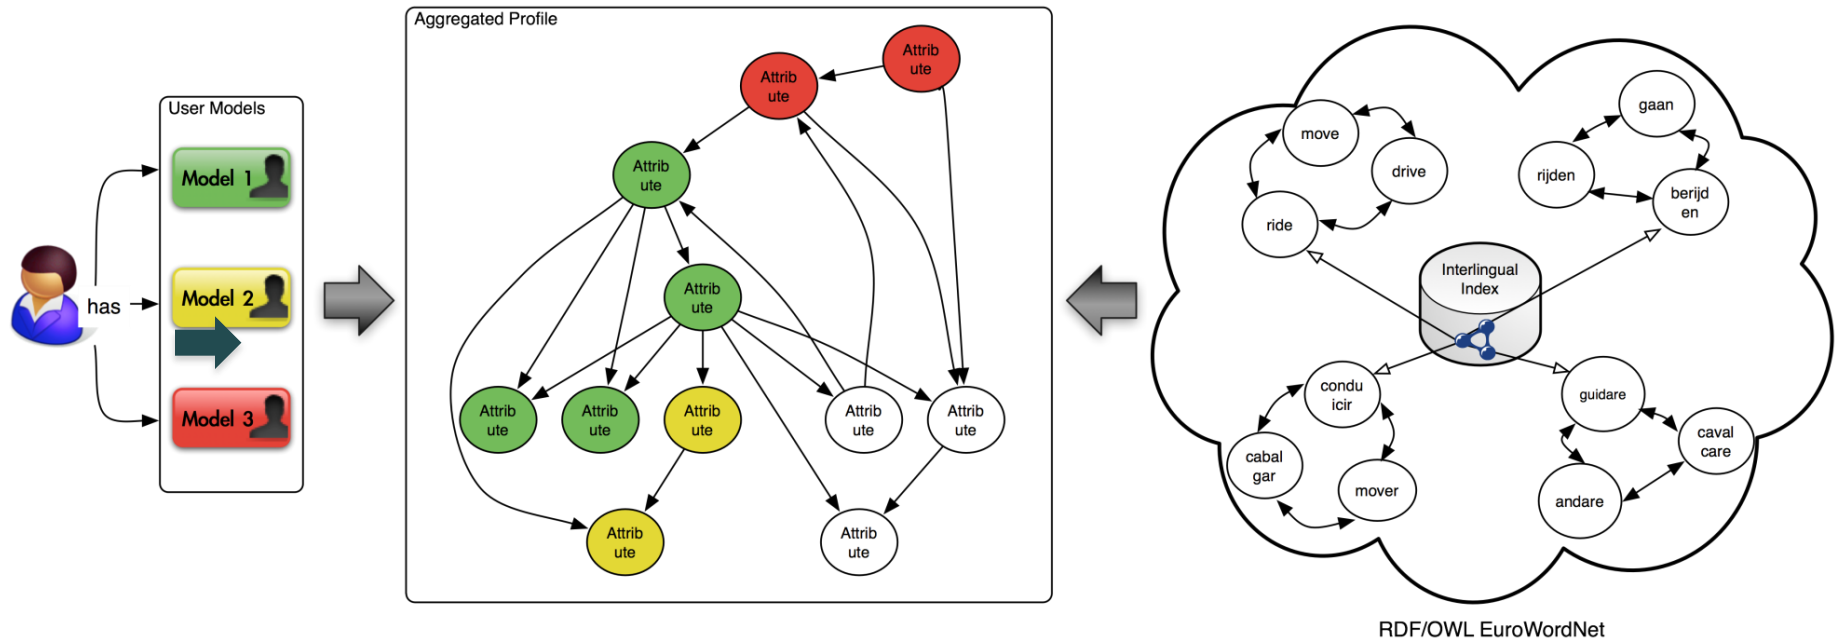 has
User Models
Model 1
Model 2
Model 3
Aggregated Profile
Attrib
ute
Attrib
ute
Attrib
ute
Attrib
ute
Attrib
ute
Attrib
ute
Attrib
ute
Attrib
ute
Attrib
ute
Attrib
ute
Attrib
ute
move
drive
ride
gaan
rijden
berijd
en
Interlingual
Index
condu
icir
cabal
gar
mover
guidare
caval
care
andare
RDF/OWL EuroWordNet